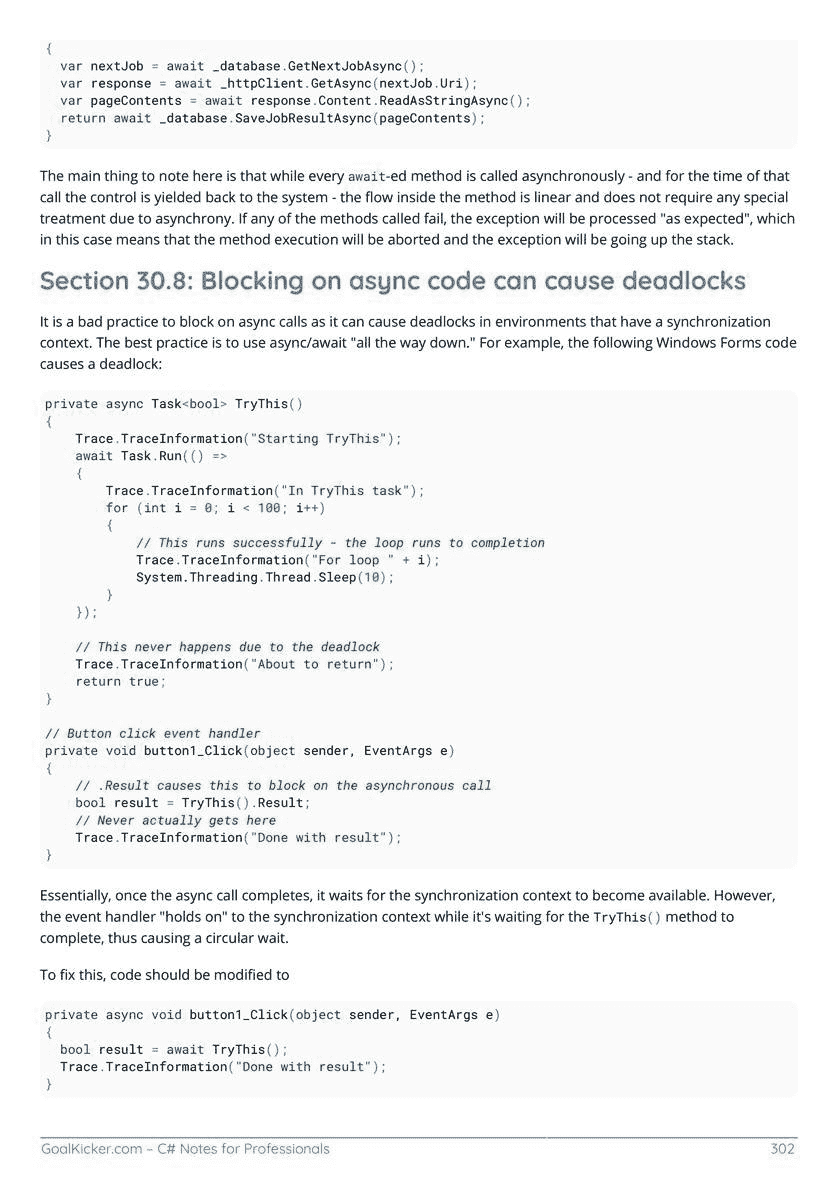 {
  var nextJob = await _database.GetNextJobAsync();
  var response = await _httpClient.GetAsync(nextJob.Uri);
  var pageContents = await response.Content.ReadAsStringAsync();
  return await _database.SaveJobResultAsync(pageContents);
}
The main thing to note here is that while every await-ed method is called asynchronously - and for the time of that
call the control is yielded back to the system - the flow inside the method is linear and does not require any special
treatment due to asynchrony. If any of the methods called fail, the exception will be processed "as expected", which
in this case means that the method execution will be aborted and the exception will be going up the stack.
Section 30.8: Blocking on async code can cause deadlocks
It is a bad practice to block on async calls as it can cause deadlocks in environments that have a synchronization
context. The best practice is to use async/await "all the way down." For example, the following Windows Forms code
causes a deadlock:
private async Task<bool> TryThis()
{
    Trace.TraceInformation("Starting TryThis");
    await Task.Run(() =>
    {
        Trace.TraceInformation("In TryThis task");
        for (int i = 0; i < 100; i++)
        {
            // This runs successfully - the loop runs to completion
            Trace.TraceInformation("For loop " + i);
            System.Threading.Thread.Sleep(10);
        }
    });
    // This never happens due to the deadlock
    Trace.TraceInformation("About to return");
    return true;
}
// Button click event handler
private void button1_Click(object sender, EventArgs e)
{
    // .Result causes this to block on the asynchronous call
    bool result = TryThis().Result;
    // Never actually gets here
    Trace.TraceInformation("Done with result");
}
Essentially, once the async call completes, it waits for the synchronization context to become available. However,
the event handler "holds on" to the synchronization context while it's waiting for the TryThis() method to
complete, thus causing a circular wait.
To fix this, code should be modified to
private async void button1_Click(object sender, EventArgs e)
{
  bool result = await TryThis();
  Trace.TraceInformation("Done with result");
}
GoalKicker.com – C# Notes for Professionals 302